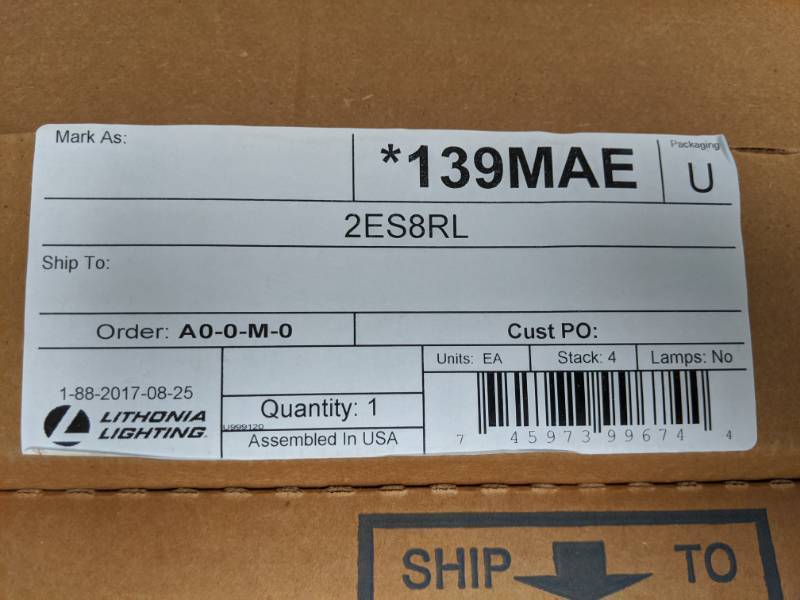 Mark As:
*139MAE
Packaging
U
2ES8RL
Ship To:
Order: A0-0-M-0
Cust PO:
Units: EA
Stack: 4
Lamps: No
1-88-2017-08-25
LITHONIA
LIGHTING
U999120
Quantity: 1
Assembled In USA
7 45973 99674 4
SHIP TO